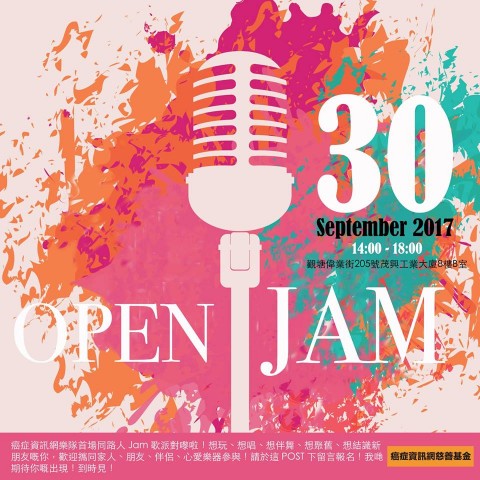 30
September 2017
14:00 - 18:00
觀塘偉業街205號茂興工業大廈8樓B室
OPEN JAM
癌症資訊網樂隊首場同路人 Jam 歌派對嚟啦！想玩、想唱、想伴舞、想聚舊、想結識新
朋友嘅你，歡迎攜同家人、朋友、伴侶、心愛樂器參與！請於這 POST 下留言報名！我哋
期待你嘅出現！到時見！
癌症資訊網慈善基金